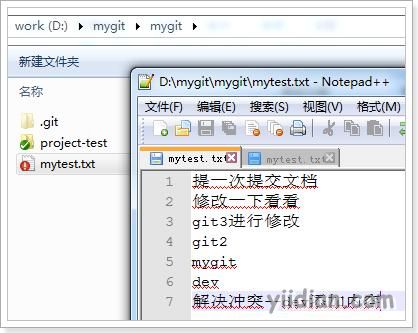 work (D:) ▸ mygit ▸ mygit ▸
新建文件夹
名称
.git
project-test
mytest.txt
D:\mygit\mygit\mytest.txt - Notepad++
文件(F) 编辑(E) 搜索(S) 视图(V) 格式(M)
mytest.txt mytest.txt
1 提一次提交文档
2 修改一下看看
3 git3进行修改
4 git2
5 mygit
6 dev
7 解决冲突
yiidian.com